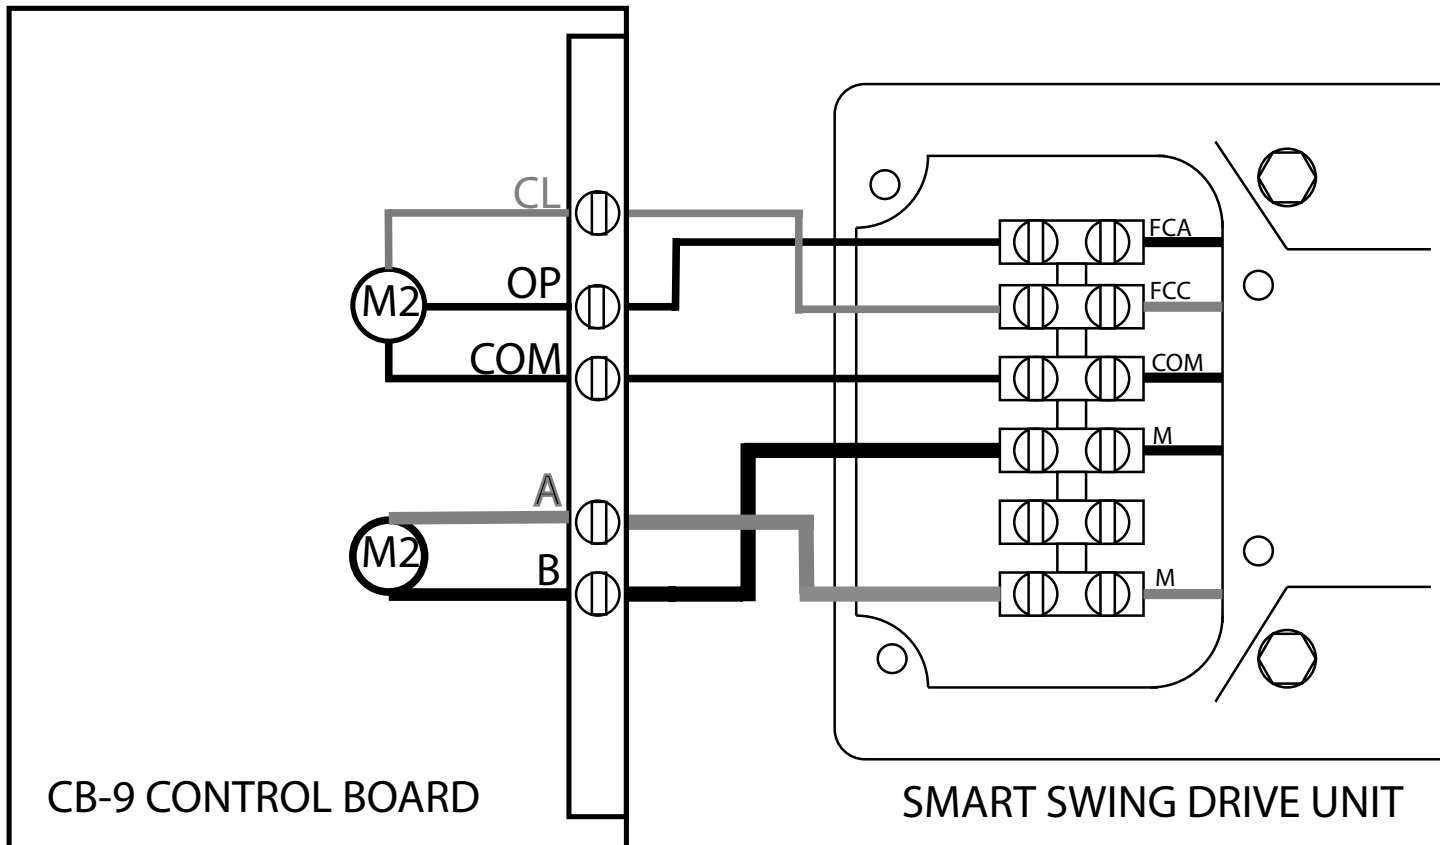 CL
OP
M2
COM
A
M2
B
FCA
FCC
COM
M
M
CB-9 CONTROL BOARD
SMART SWING DRIVE UNIT